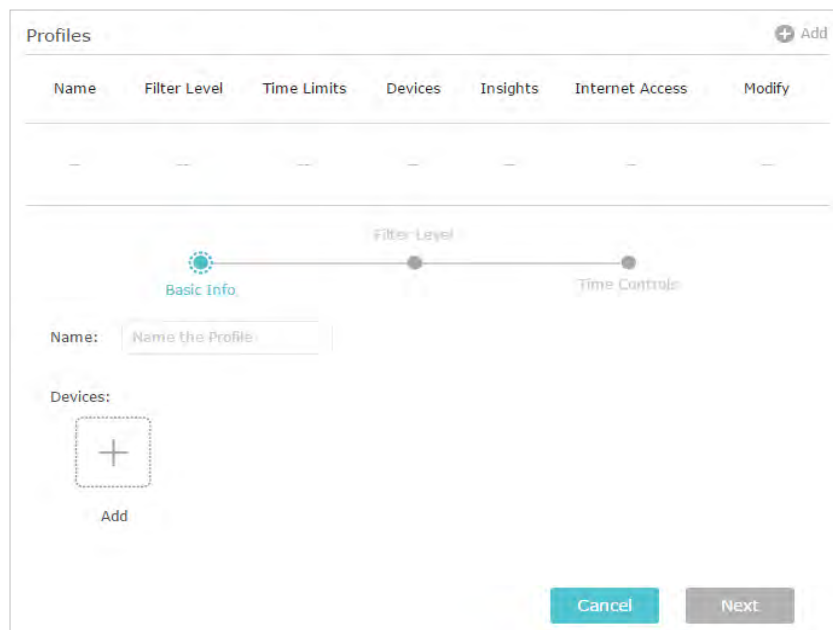 Profiles
Add
Name Filter Level Time Limits Devices Insights Internet Access Modify
-- -- -- -- -- -- --
Filter Level
Basic Info
Time Controls
Name: Name the Profile
Devices:
Add
Cancel Next